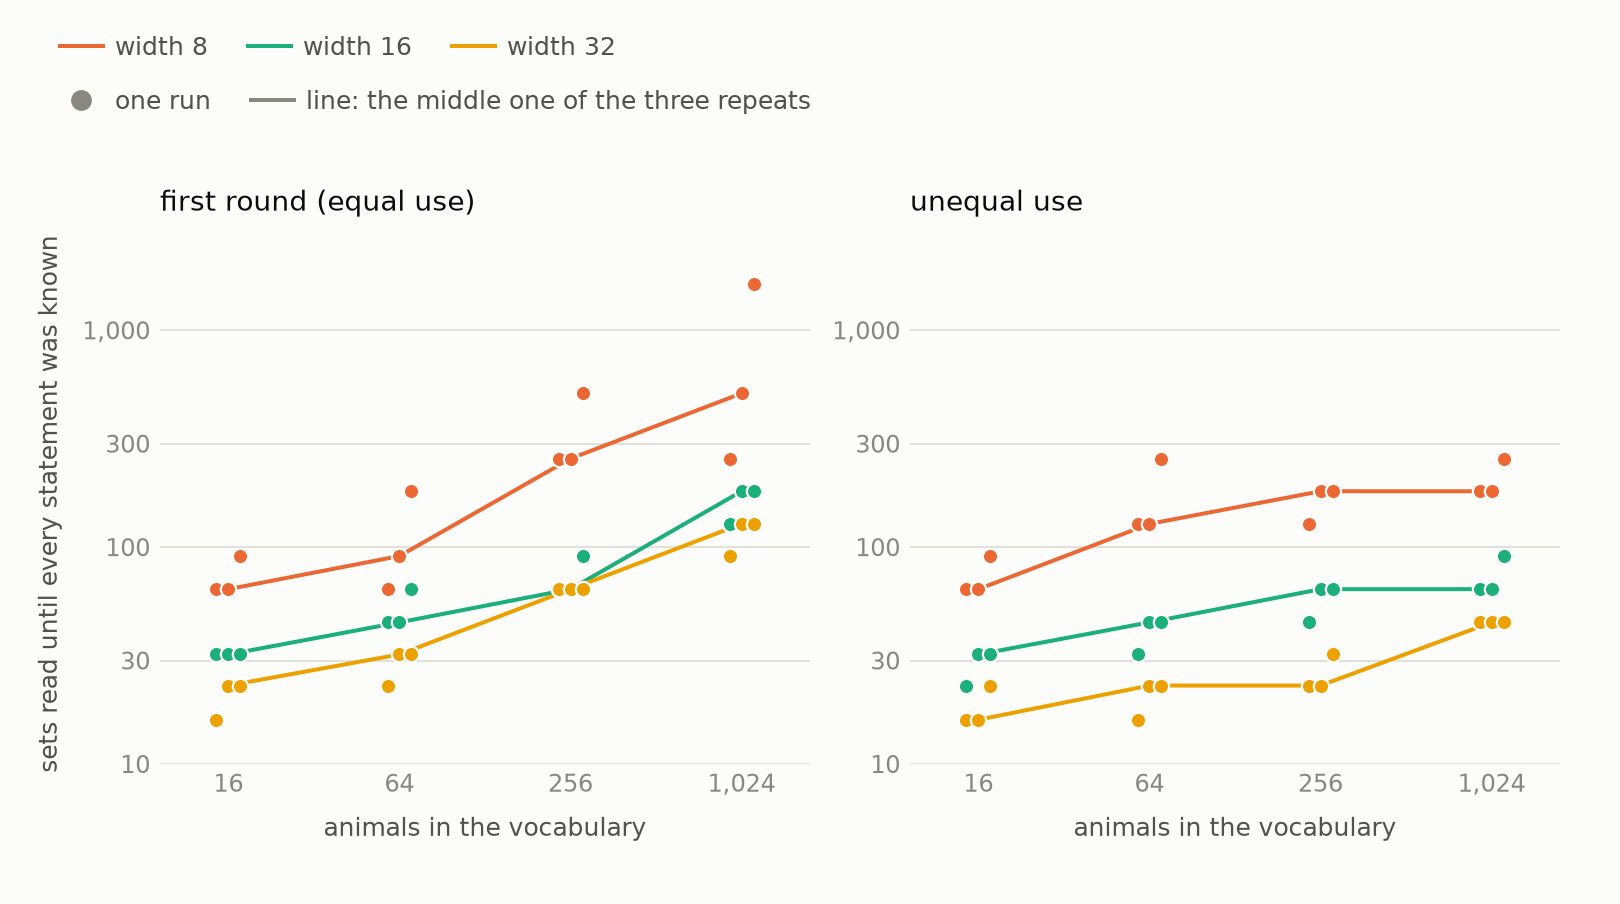 width 8 width 16 width 32
one run line: the middle one of the three repeats
first round (equal use)
sets read until every statement was known
1,000
300
100
30
10
16 64 256 1,024
animals in the vocabulary
unequal use
1,000
300
100
30
10
16 64 256 1,024
animals in the vocabulary